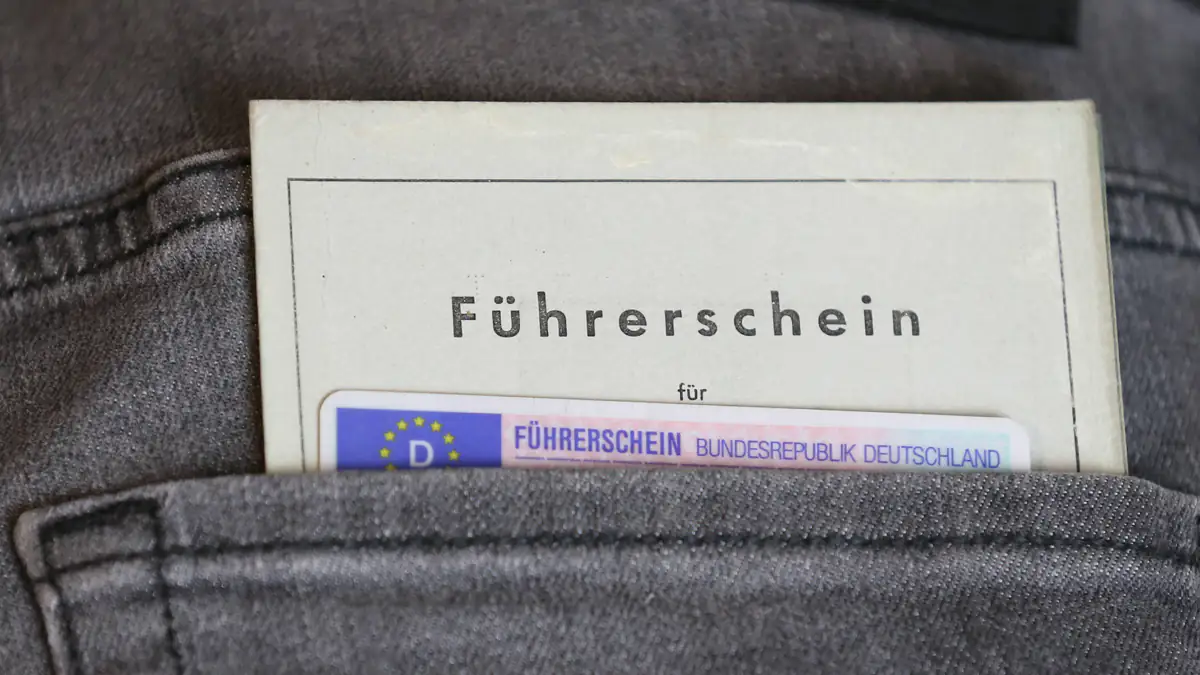 Führerschein
für
D
FÜHRERSCHEIN BUNDESREPUBLIK DEUTSCHLAND